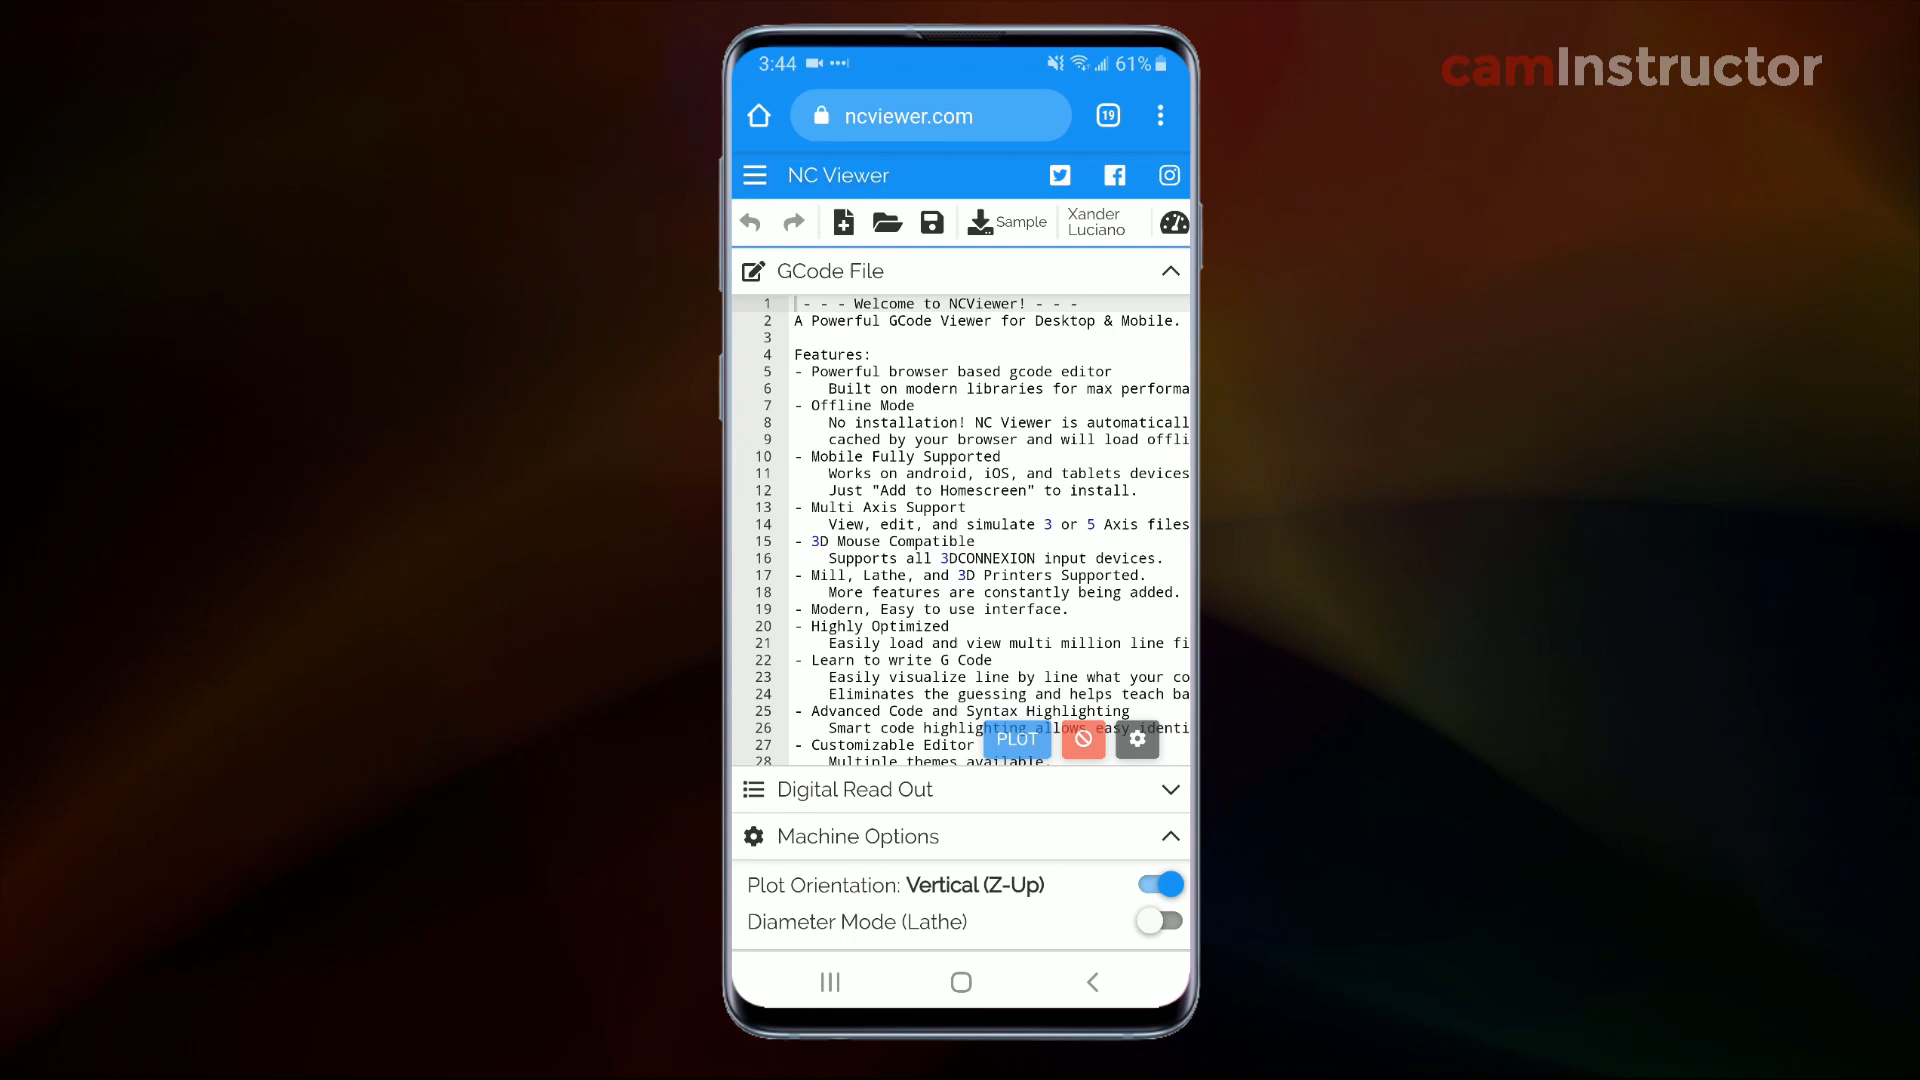 camInstructor
3:44 61%
ncviewer.com 19
NC Viewer
Sample Xander
Luciano
GCode File
1 - - - Welcome to NCViewer! - - -
2 A Powerful GCode Viewer for Desktop & Mobile.
3
4 Features:
5 - Powerful browser based gcode editor
6 Built on modern libraries for max performa
7 - Offline Mode
8 No installation! NC Viewer is automaticall
9 cached by your browser and will load offli
10 - Mobile Fully Supported
11 Works on android, iOS, and tablets devices
12 Just "Add to Homescreen" to install.
13 - Multi Axis Support
14 View, edit, and simulate 3 or 5 Axis files
15 - 3D Mouse Compatible
16 Supports all 3DCONNEXION input devices.
17 - Mill, Lathe, and 3D Printers Supported.
18 More features are constantly being added.
19 - Modern, Easy to use interface.
20 - Highly Optimized
21 Easily load and view multi million line fi
22 - Learn to write G Code
23 Easily visualize line by line what your co
24 Eliminates the guessing and helps teach ba
25 - Advanced Code and Syntax Highlighting
26 Smart code highlighting allows easy identi
27 - Customizable Editor
PLOT
28 Multiple themes available.
Digital Read Out
Machine Options
Plot Orientation: Vertical (Z-Up)
Diameter Mode (Lathe)